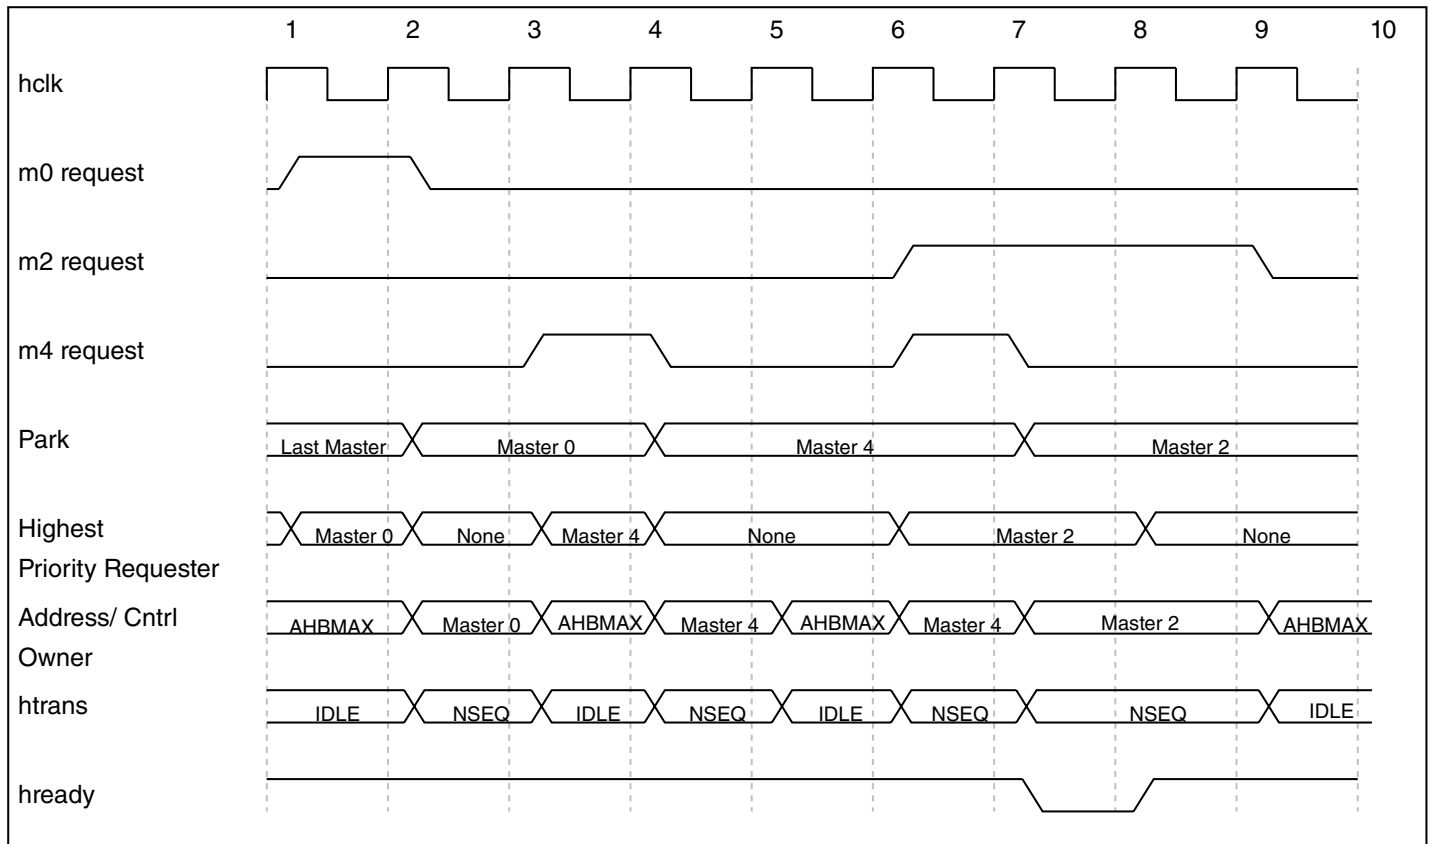 1 2 3 4 5 6 7 8 9 10
hclk
m0 request
m2 request
m4 request
Park Last Master Master 0 Master 4 Master 2
Highest Master 0 None Master 4 None Master 2 None
Priority Requester
Address/ Cntrl AHBMAX Master 0 AHBMAX Master 4 AHBMAX Master 4 Master 2 AHBMAX
Owner
htrans IDLE NSEQ IDLE NSEQ IDLE NSEQ NSEQ IDLE
hready